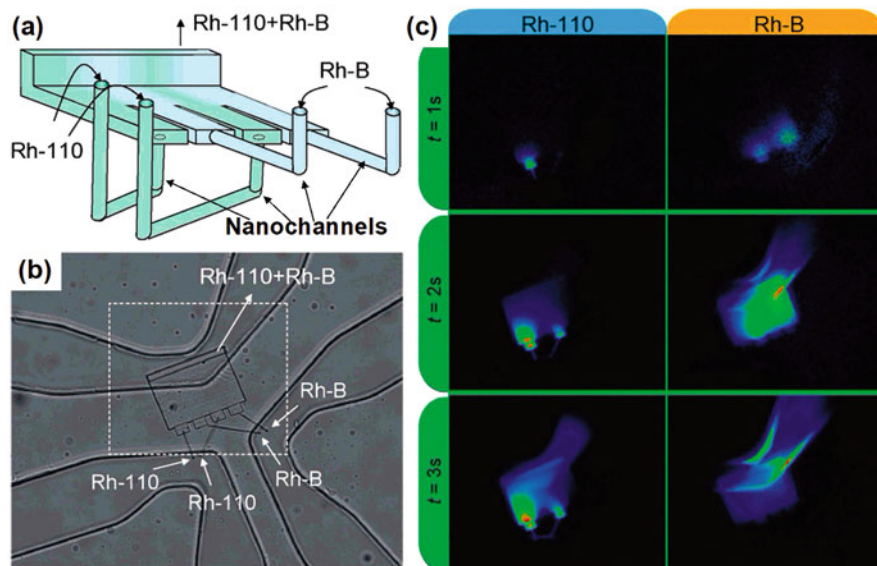 (a)
Rh-110+Rh-B
Rh-B
Rh-110
Nanochannels
(b)
Rh-110+Rh-B
Rh-B
Rh-B
Rh-110
Rh-110
(c)
Rh-110
Rh-B
t = 1s
t = 2s
t = 3s